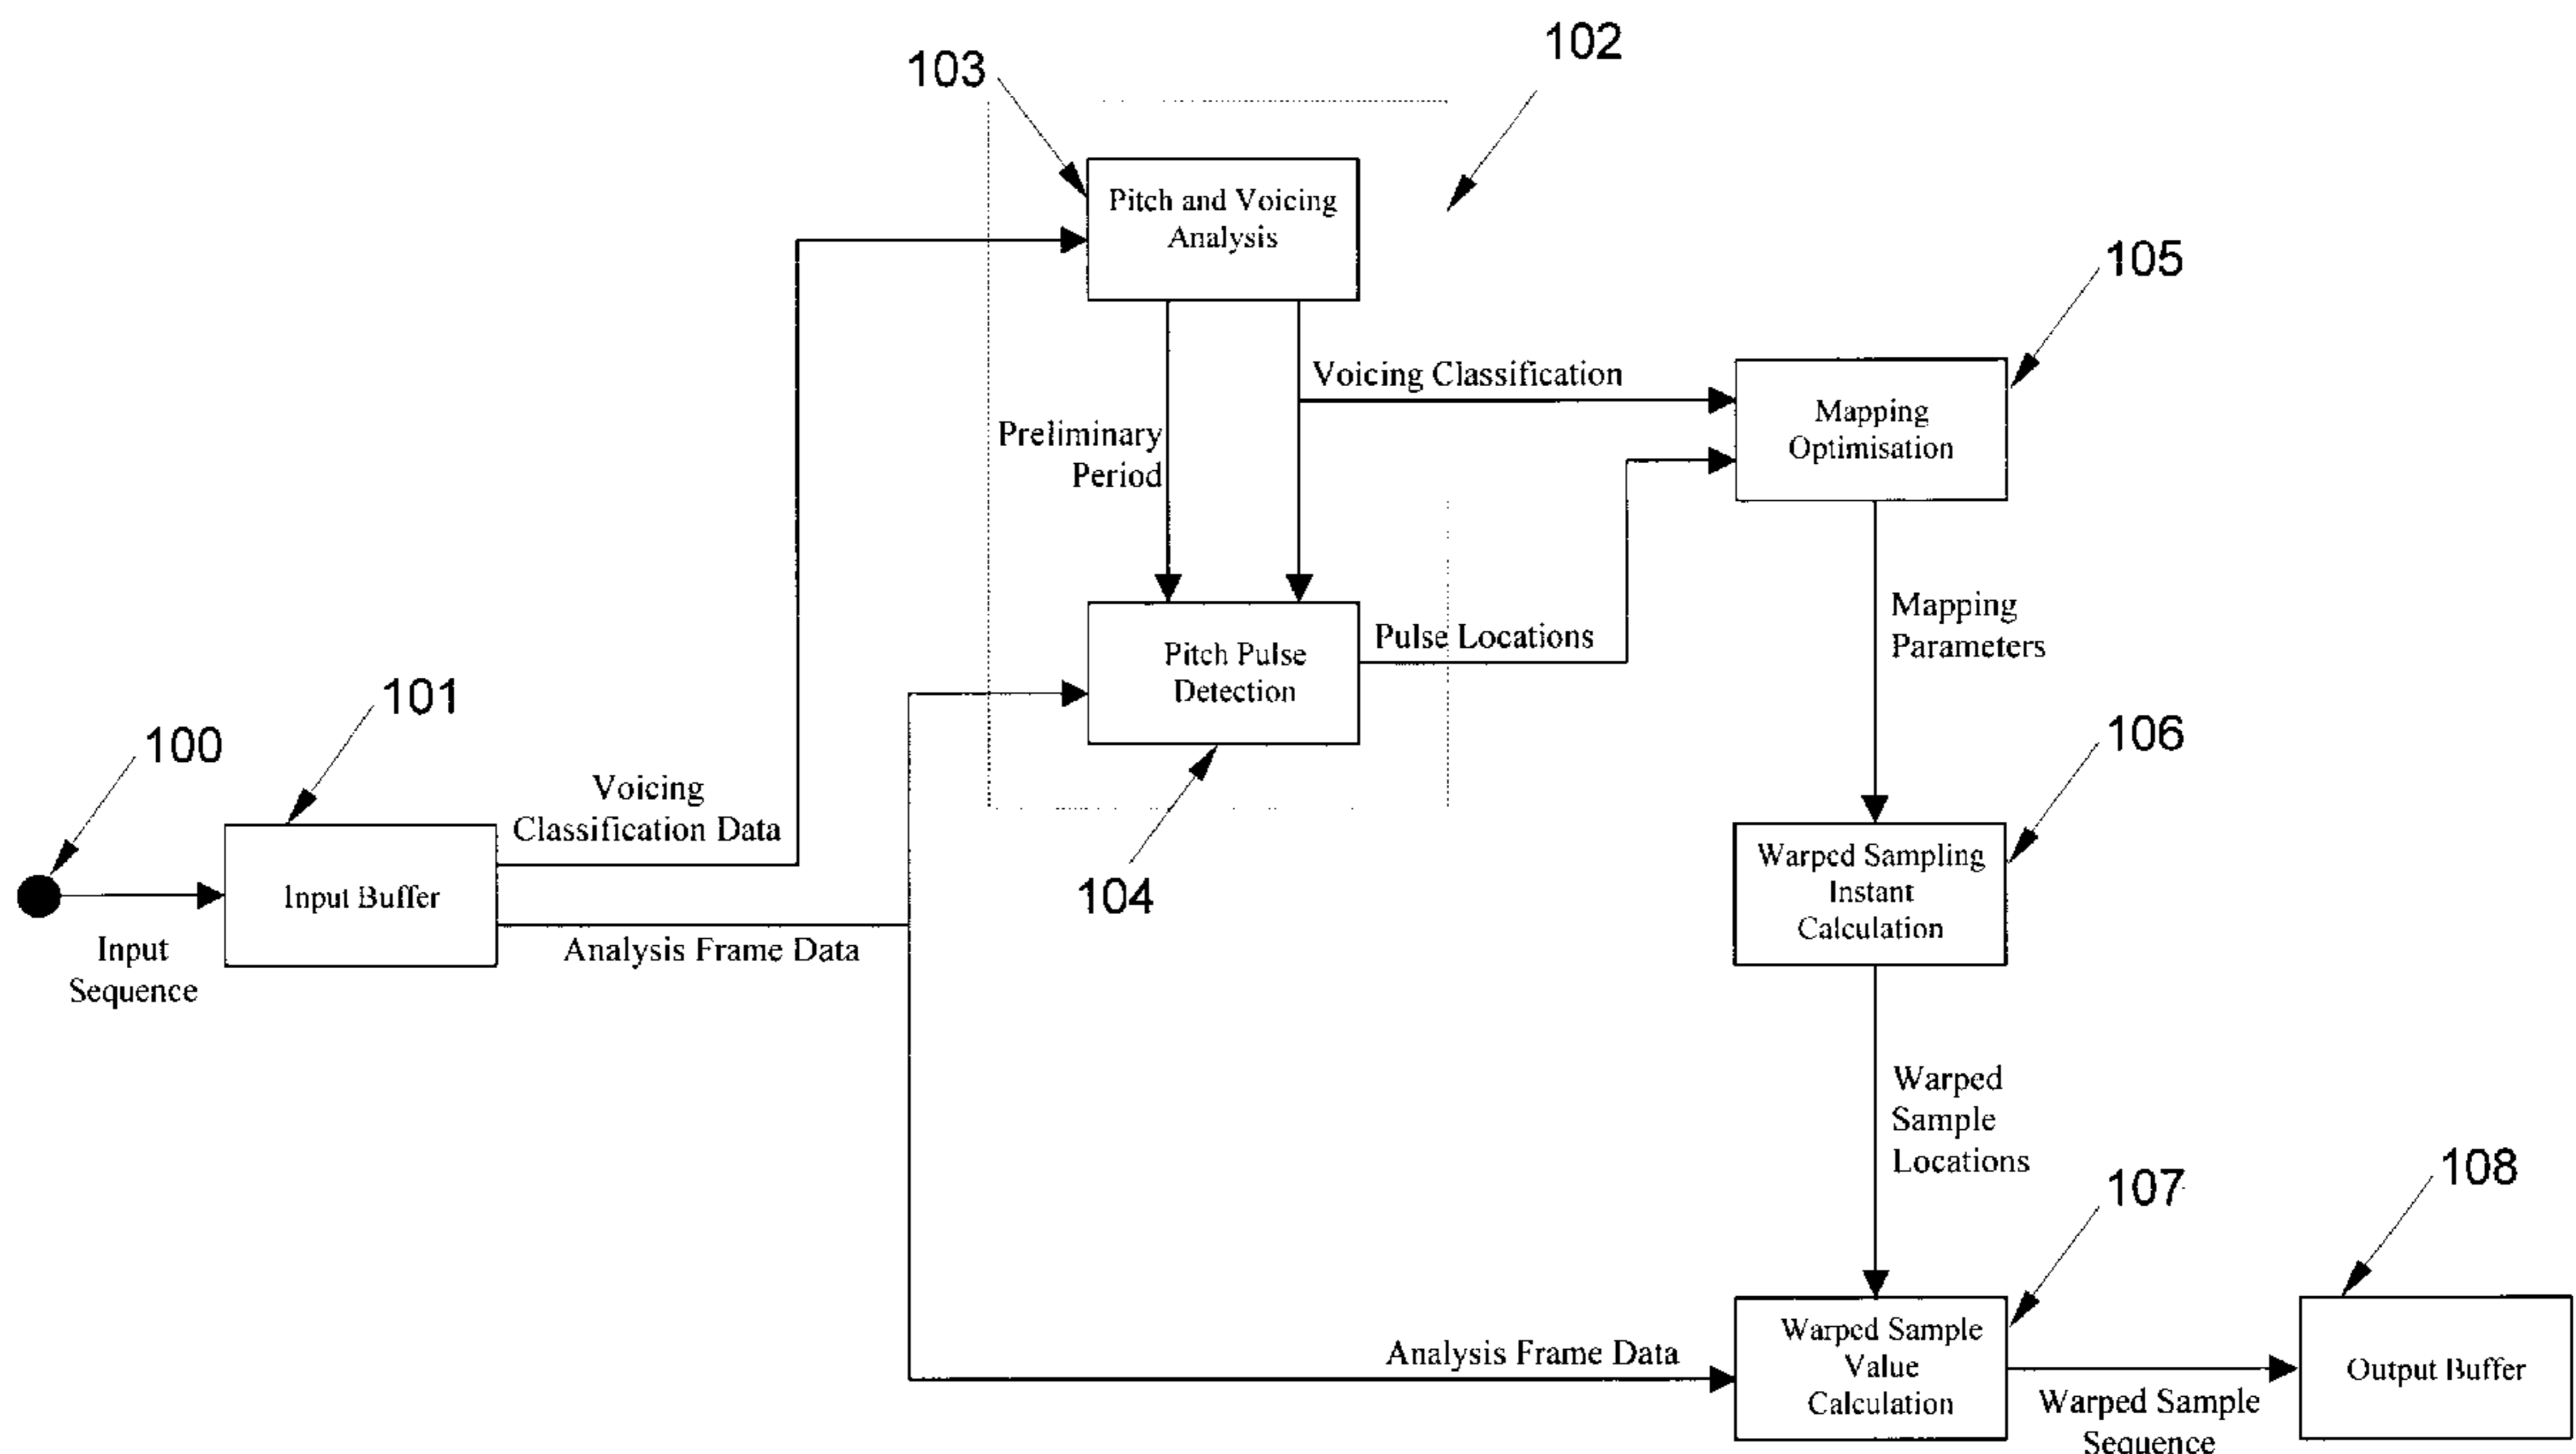 102
103
Pitch and Voicing
Analysis
105
Voicing Classification
Mapping
Optimisation
Preliminary
Period
Mapping
Parameters
Pulse Locations
Pitch Pulse
Detection
101
100
106
Voicing
Classification Data
104
Input Buffer
Warped Sampling
Instant
Calculation
Input
Sequence
Analysis Frame Data
Warped
Sample
Locations
107
108
Analysis Frame Data
Warped Sample
Value
Calculation
Output Buffer
Warped Sample
Sequence